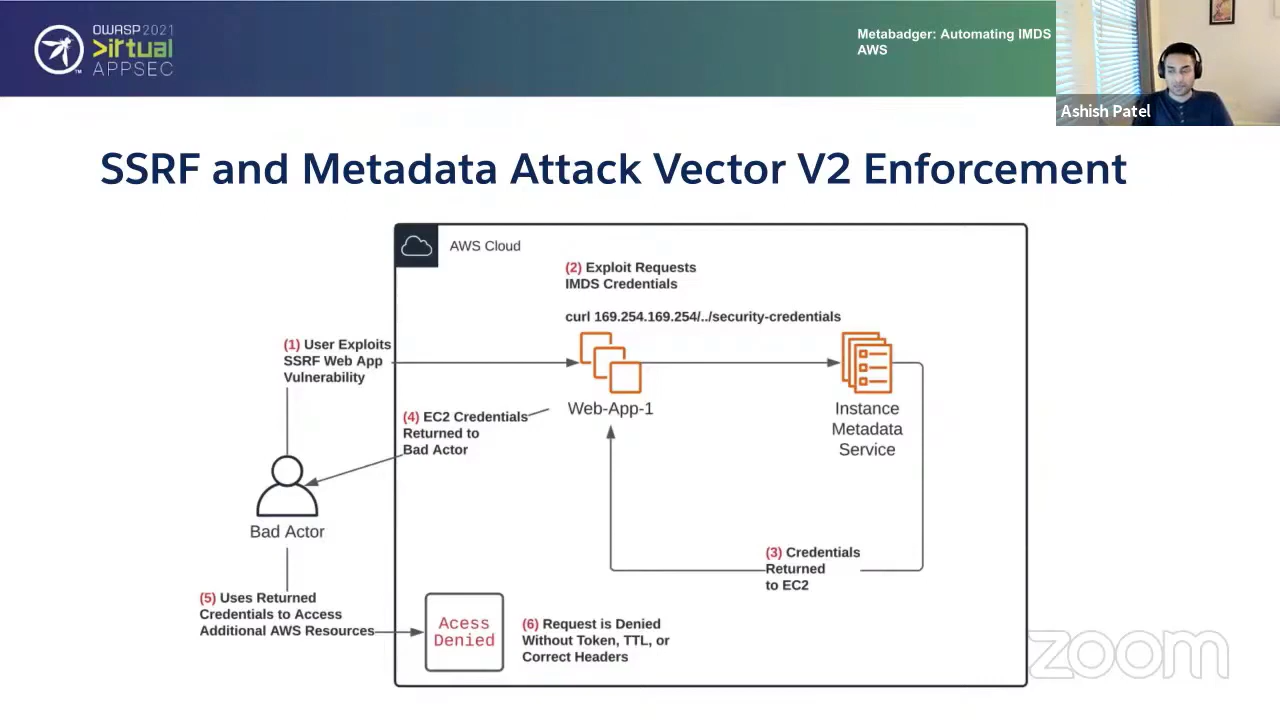 OWASP 2021
Virtual
APPSEC
TM
Metabadger: Automating IMDS
AWS
Ashish Patel
SSRF and Metadata Attack Vector V2 Enforcement
AWS Cloud
(2) Exploit Requests
IMDS Credentials
curl 169.254.169.254/../security-credentials
(1) User Exploits
SSRF Web App
Vulnerability
Web-App-1
Instance
Metadata
Service
(4) EC2 Credentials
Returned to
Bad Actor
Bad Actor
(3) Credentials
Returned
to EC2
(5) Uses Returned
Credentials to Access
Additional AWS Resources
Acess
Denied
(6) Request is Denied
Without Token, TTL, or
Correct Headers
zoom